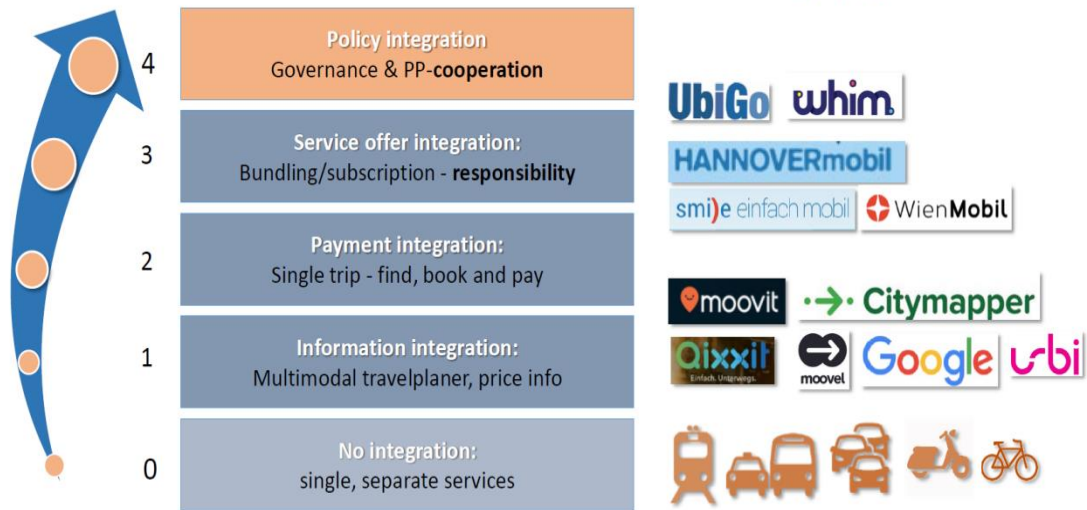 4
Policy integration
Governance & PP-cooperation
3
Service offer integration:
Bundling/subscription - responsibility
2
Payment integration:
Single trip - find, book and pay
1
Information integration:
Multimodal travelplaner, price info
0
No integration:
single, separate services
UbiGo whim
HANNOVERmobil
smi)e einfach mobil WienMobil
moovit Citymapper
Qixxit moovel Google urbi
Einfach. Unterwegs.